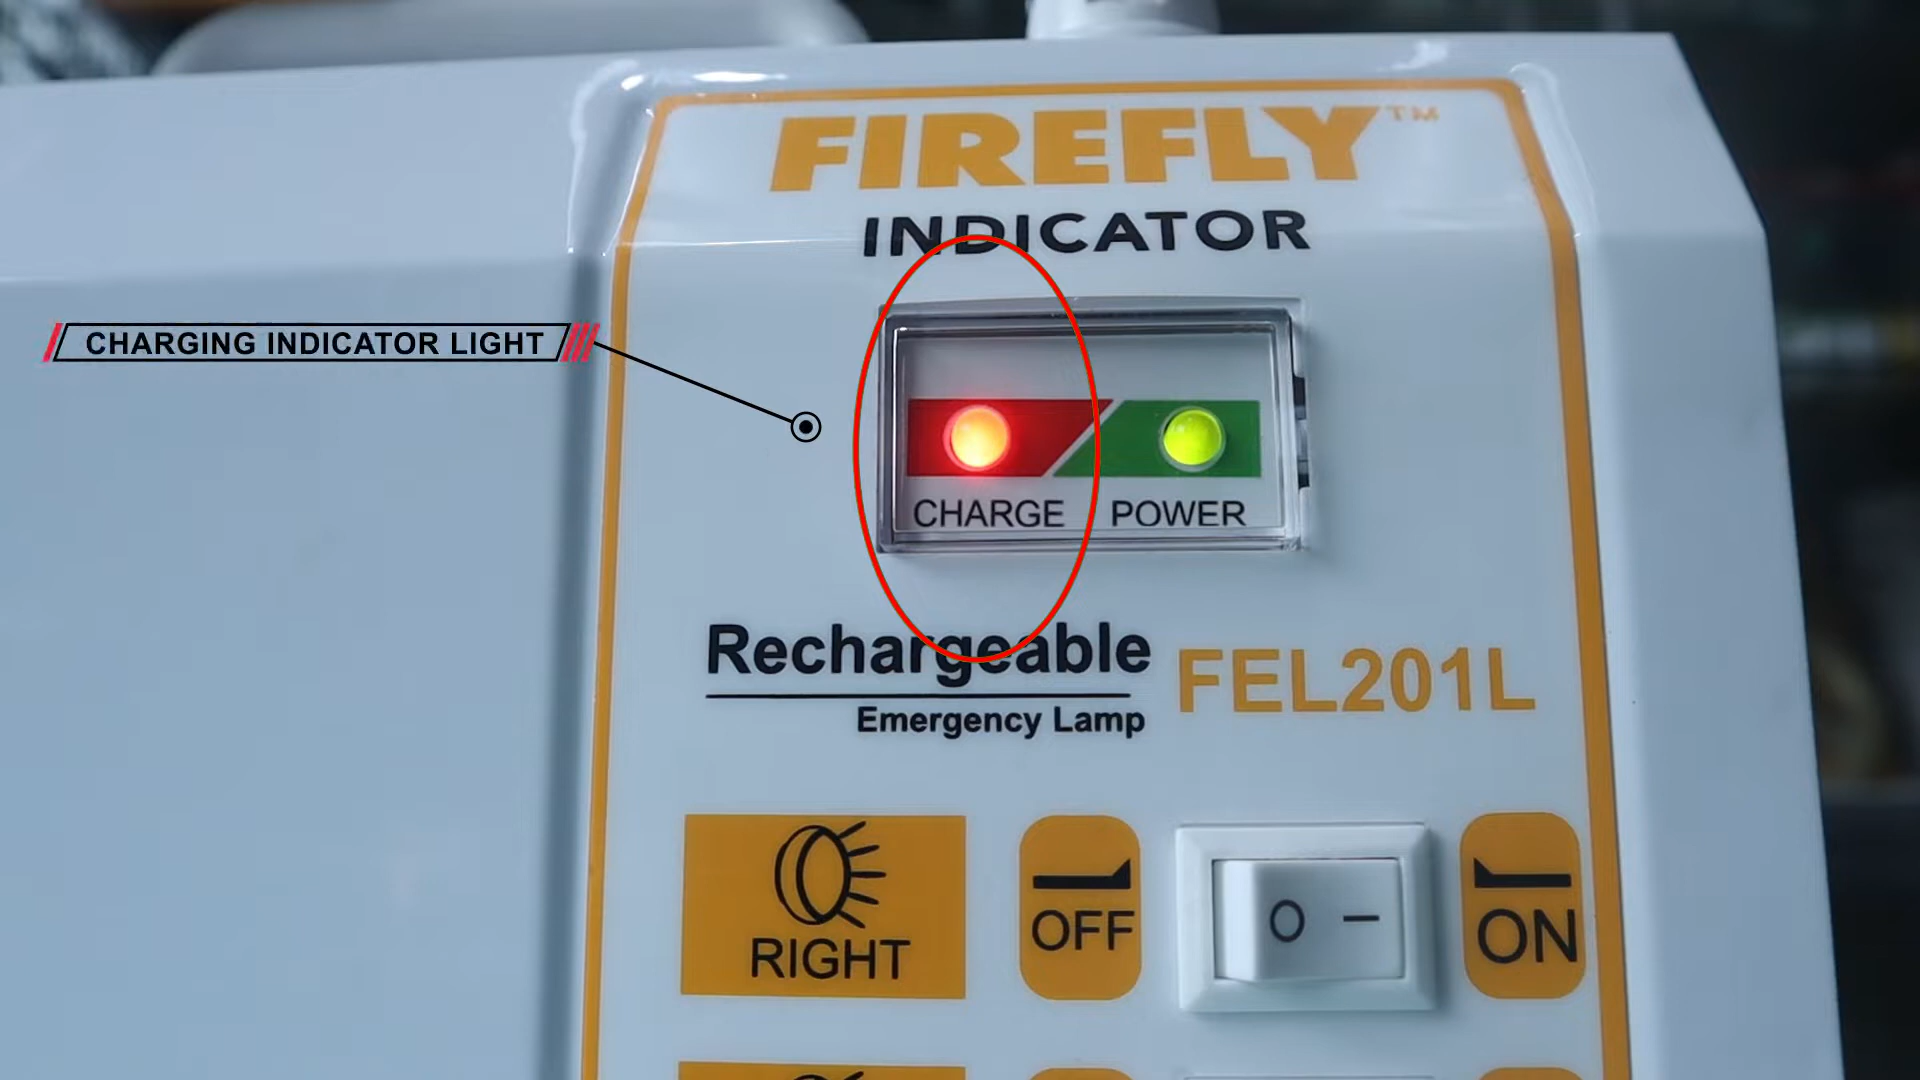 FIREFLY™
INDICATOR
CHARGING INDICATOR LIGHT
CHARGE POWER
Rechargeable
Emergency Lamp
FEL201L
RIGHT
OFF
O –
ON